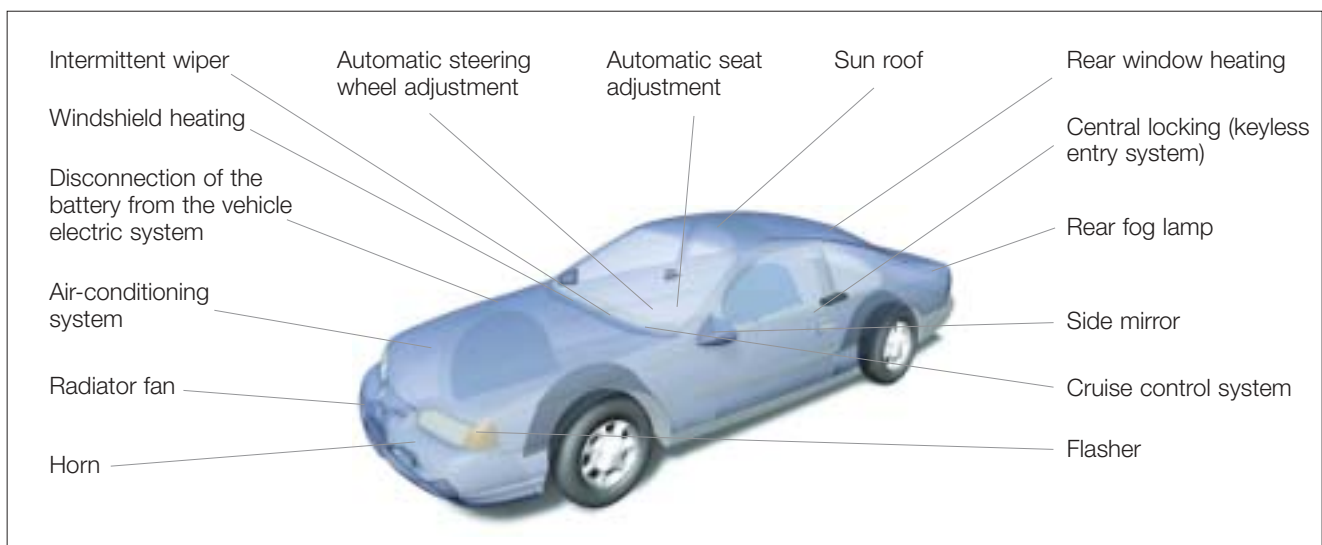 Intermittent wiper
Windshield heating
Disconnection of the
battery from the vehicle
electric system
Air-conditioning
system
Radiator fan
Horn
Automatic steering
wheel adjustment
Automatic seat
adjustment
Sun roof
Rear window heating
Central locking (keyless
entry system)
Rear fog lamp
Side mirror
Cruise control system
Flasher